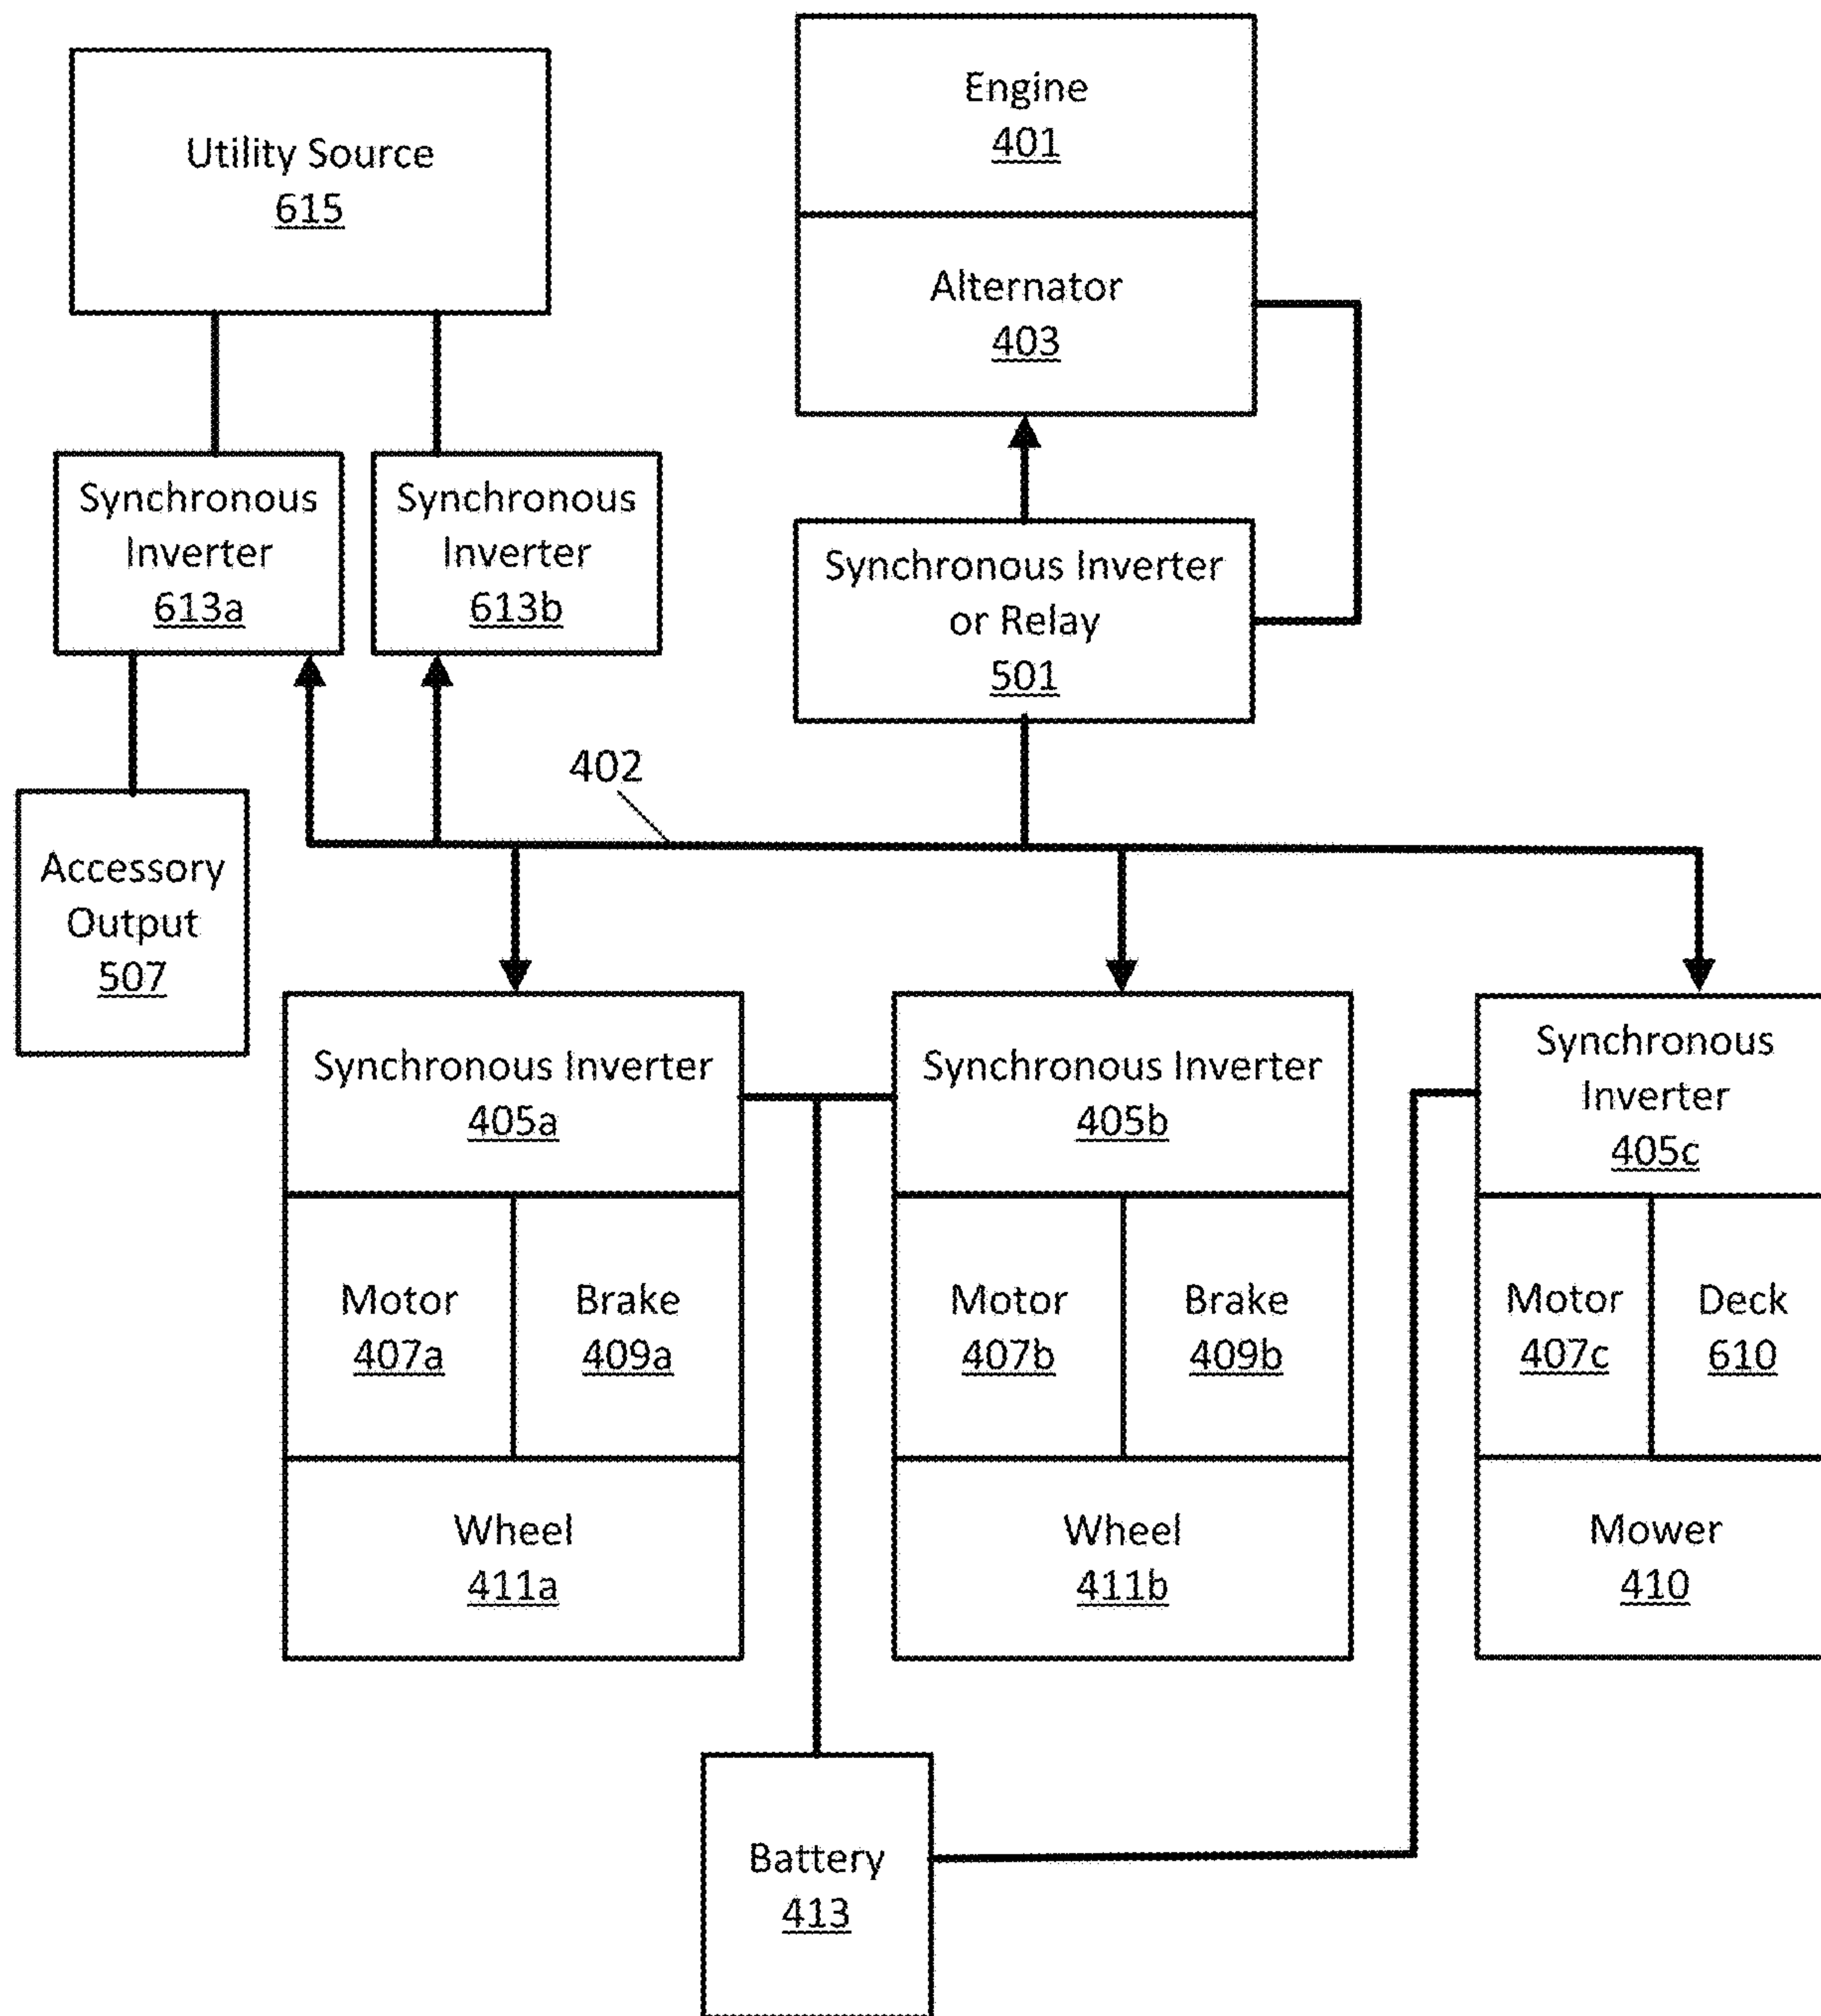 Engine
401
Utility Source
615
Alternator
403
Synchronous
Inverter
613a
Synchronous
Inverter
613b
Synchronous Inverter
or Relay
501
402
Accessory
Output
507
Synchronous Inverter
405a
Synchronous Inverter
405b
Synchronous
Inverter
405c
Motor
407a
Brake
409a
Motor
407b
Brake
409b
Motor
407c
Deck
610
Wheel
411a
Wheel
411b
Mower
410
Battery
413